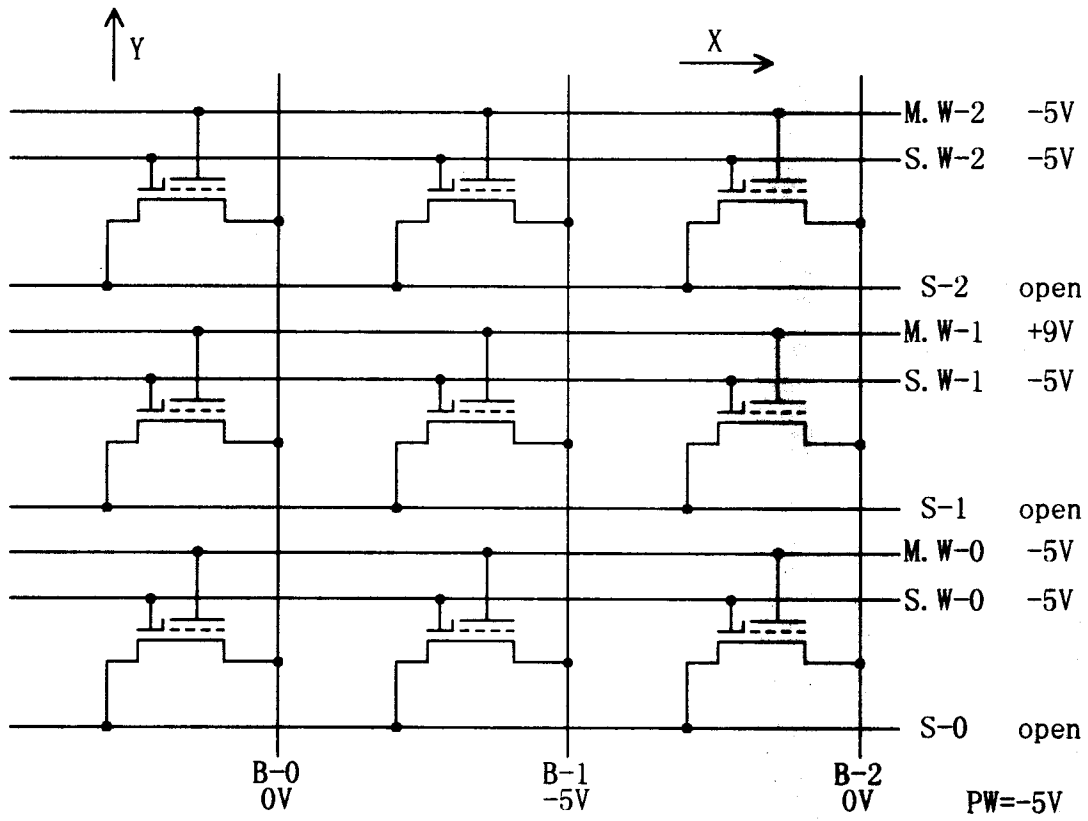 Y
X
M. W-2 -5V
S. W-2 -5V
S-2 open
M. W-1 +9V
S. W-1 -5V
S-1 open
M. W-0 -5V
S. W-0 -5V
S-0 open
B-0 B-1 B-2
0V -5V 0V
PW=-5V